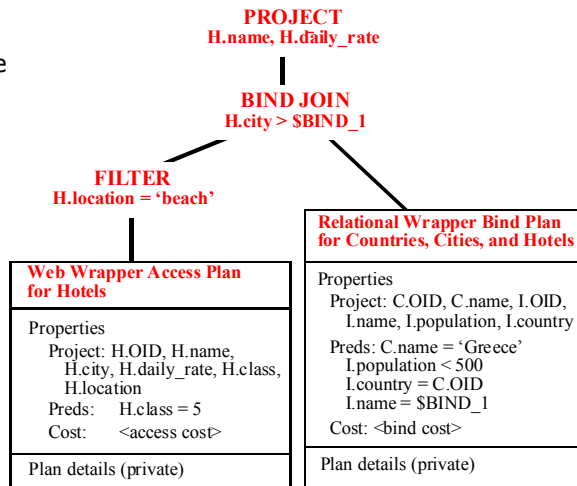 PROJECT
H.name, H.daily_rate
e
BIND JOIN
H.city > $BIND_1
FILTER
H.location = ‘beach’
Web Wrapper Access Plan
for Hotels
Properties
Project: H.OID, H.name,
H.city, H.daily_rate, H.class,
H.location
Preds: H.class = 5
Cost: <access cost>
Plan details (private)
Relational Wrapper Bind Plan
for Countries, Cities, and Hotels
Properties
Project: C.OID, C.name, I.OID,
I.name, I.population, I.country
Preds: C.name = ‘Greece’
I.population < 500
I.country = C.OID
I.name = $BIND_1
Cost: <bind cost>
Plan details (private)